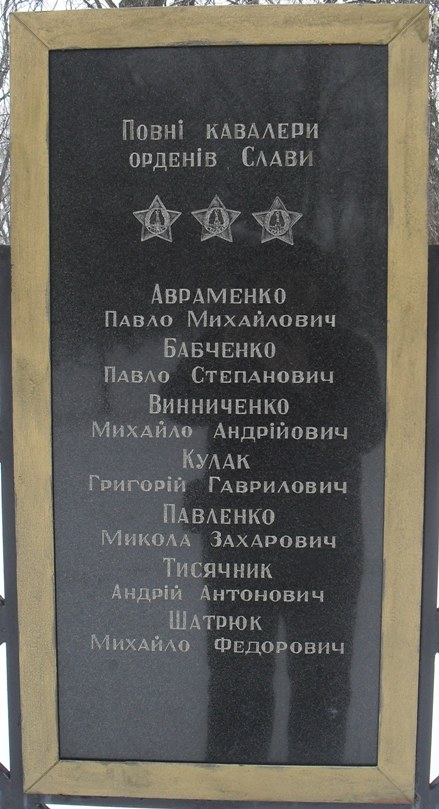 Повні кавалери
орденів Слави
Авраменко
Павло Михайлович
Бабченко
Павло Степанович
Винниченко
Михайло Андрійович
Кулак
Григорій Гаврилович
Павленко
Микола Захарович
Тисячник
Андрій Антонович
Шатрюк
Михайло Федорович